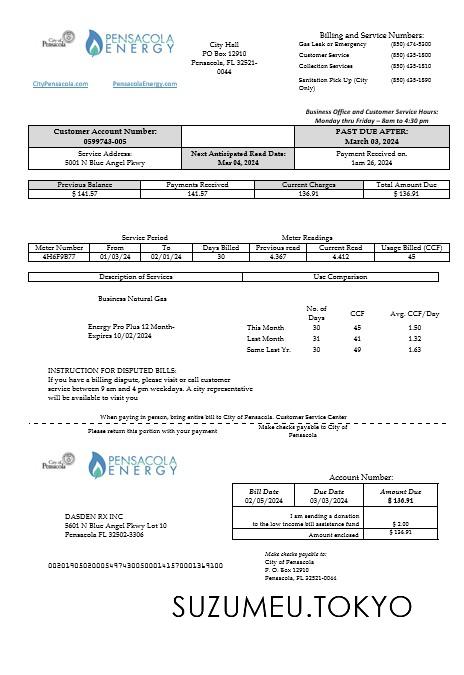 City of Pensacola
PENSACOLA ENERGY
City Hall
PO Box 12910
Pensacola, FL 32521-
0044
CityPensacola.com PensacolaEnergy.com
Billing and Service Numbers:
Gas Leak or Emergency (850) 474-5300
Customer Service (850) 435-1800
Collection Services (850) 435-1810
Sanitation Pick Up (City (850) 435-1890
Only)
Business Office and Customer Service Hours:
Monday thru Friday – 8am to 4:30 pm
Customer Account Number: PAST DUE AFTER:
0599743-005 March 03, 2024
Service Address: Next Anticipated Read Date: Payment Received on.
5001 N Blue Angel Pkwy Mar 04, 2024 1am 26, 2024
Previous Balance Payments Received Current Charges Total Amount Due
$ 141.57 141.57 136.91 $ 136.91
Service Period Meter Readings
Meter Number From To Days Billed Previous read Current Read Usage Billed (CCF)
4H6F9B77 01/03/24 02/01/24 30 4.367 4.412 45
Description of Services Use Comparison
Business Natural Gas
No. of
Days CCF Avg. CCF/Day
Energy Pro Plus 12 Month-
Expires 10/02/2024
This Month 30 45 1.50
Last Month 31 41 1.32
Same Last Yr. 30 49 1.63
INSTRUCTION FOR DISPUTED BILLS:
If you have a billing dispute, please visit or call customer
service between 9 am and 4 pm weekdays. A city representative
will be available to visit you
When paying in person, bring entire bill to City of Pensacola. Customer Service Center
Please return this portion with your payment
Make checks payable to City of
Pensacola
City of Pensacola
PENSACOLA ENERGY
Account Number:
Bill Date Due Date Amount Due
02/05/2024 03/03/2024 $ 136.91
I am sending a donation
to the low income bill assistance fund $ 2.00
Amount enclosed $ 136.91
DASDEN RX INC
5601 N Blue Angel Pkwy Lot 10
Pensacola Fl 32502-3306
Make checks payable to:
City of Pensacola
P. O. Box 12910
Pensacola, FL 32521-0044
SUZUMEU.TOKYO